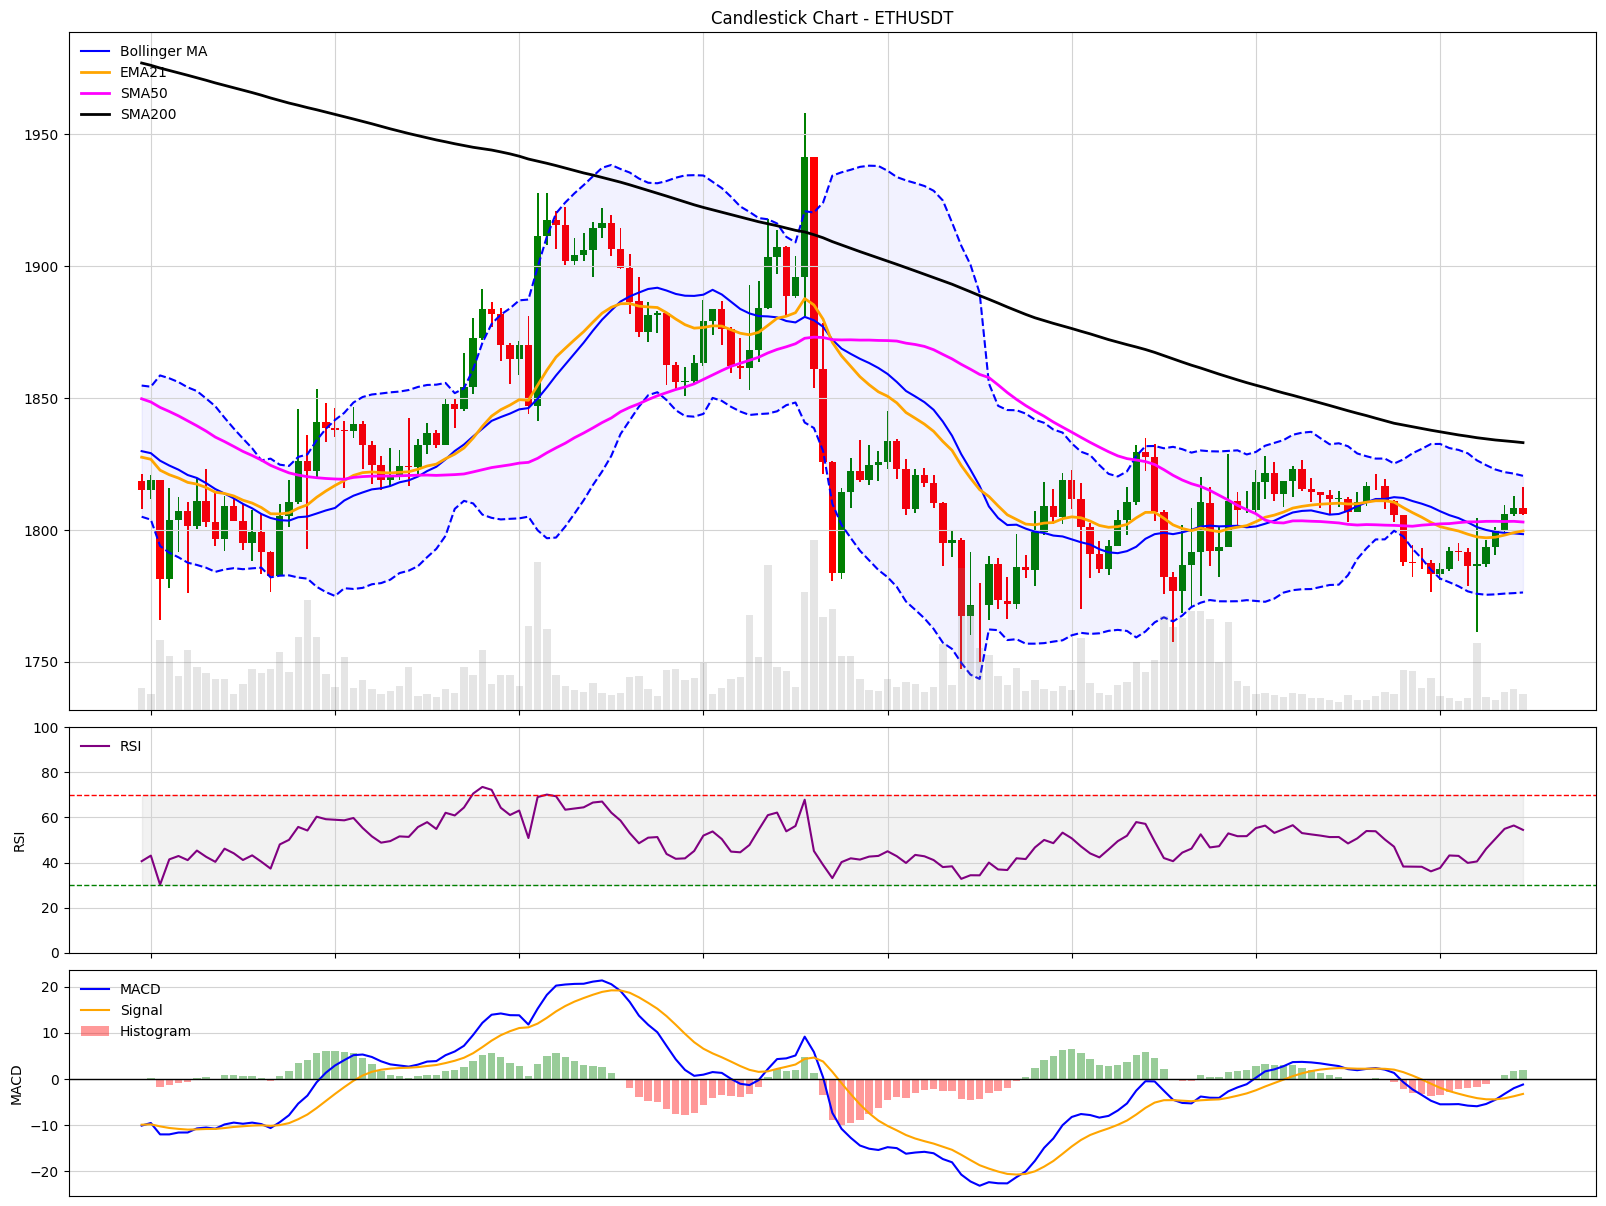 Candlestick Chart - ETHUSDT
Bollinger MA
EMA21
SMA50
SMA200
1950
1900
1850
1800
1750
RSI
100
80
60
40
20
0
RSI
MACD
Signal
Histogram
20
10
0
−10
−20
MACD